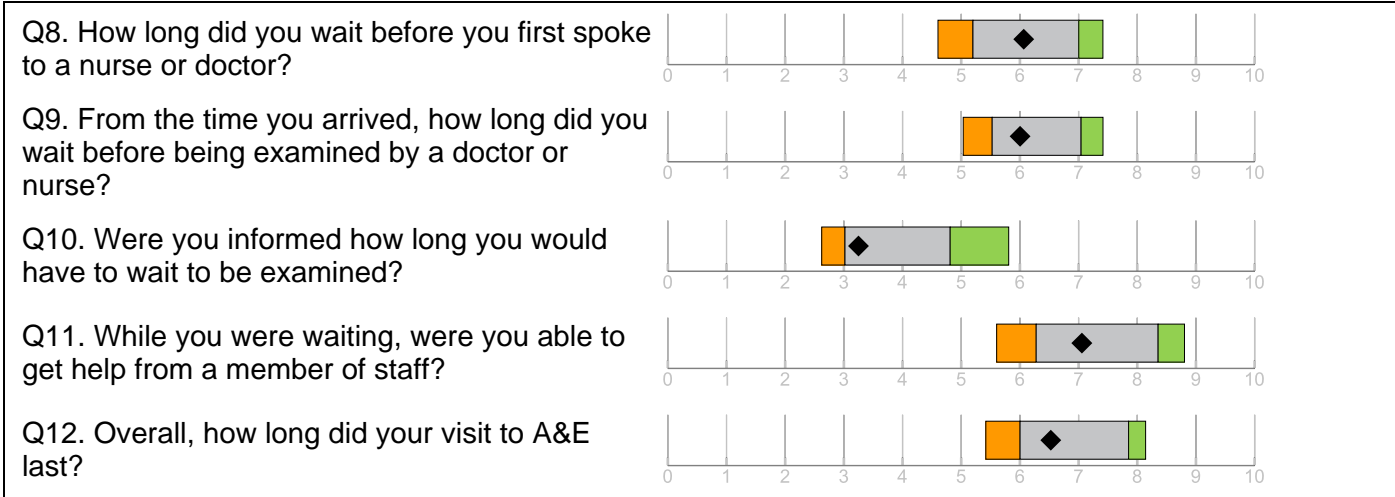 Q8. How long did you wait before you first spoke
to a nurse or doctor?
0 1 2 3 4 5 6 7 8 9 10
Q9. From the time you arrived, how long did you
wait before being examined by a doctor or
nurse?
0 1 2 3 4 5 6 7 8 9 10
Q10. Were you informed how long you would
have to wait to be examined?
0 1 2 3 4 5 6 7 8 9 10
Q11. While you were waiting, were you able to
get help from a member of staff?
0 1 2 3 4 5 6 7 8 9 10
Q12. Overall, how long did your visit to A&E
last?
0 1 2 3 4 5 6 7 8 9 10